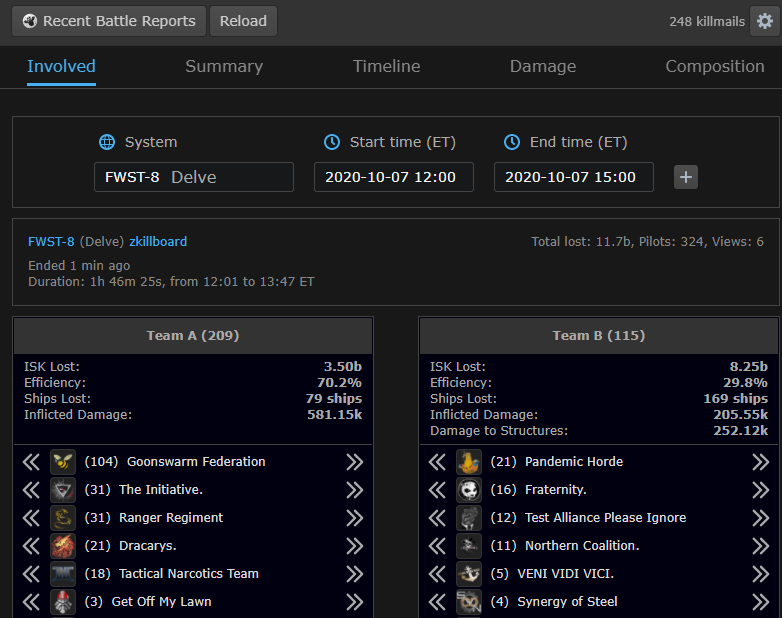 Recent Battle Reports Reload 248 killmails
Involved Summary Timeline Damage Composition
System Start time (ET) End time (ET)
FWST-8 Delve 2020-10-07 12:00 2020-10-07 15:00 +
FWST-8 (Delve) zkillboard Total lost: 11.7b, Pilots: 324, Views: 6
Ended 1 min ago
Duration: 1h 46m 25s, from 12:01 to 13:47 ET
Team A (209)
ISK Lost: 3.50b
Efficiency: 70.2%
Ships Lost: 79 ships
Inflicted Damage: 581.15k
(104) Goonswarm Federation
(31) The Initiative.
(31) Ranger Regiment
(21) Dracarys.
(18) Tactical Narcotics Team
(3) Get Off My Lawn
Team B (115)
ISK Lost: 8.25b
Efficiency: 29.8%
Ships Lost: 169 ships
Inflicted Damage: 205.55k
Damage to Structures: 252.12k
(21) Pandemic Horde
(16) Fraternity.
(12) Test Alliance Please Ignore
(11) Northern Coalition.
(5) VENI VIDI VICI.
(4) Synergy of Steel